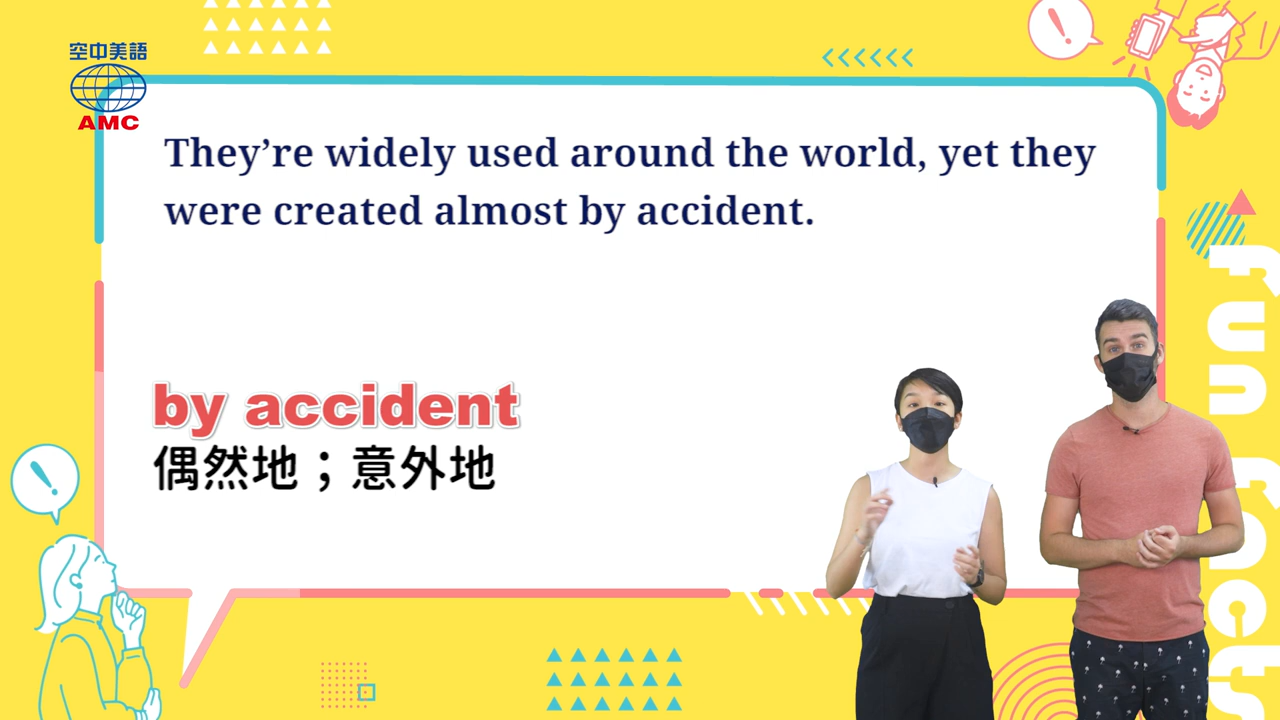 空中美語
AMC
They’re widely used around the world, yet they
were created almost by accident.
by accident
偶然地；意外地
fun facts